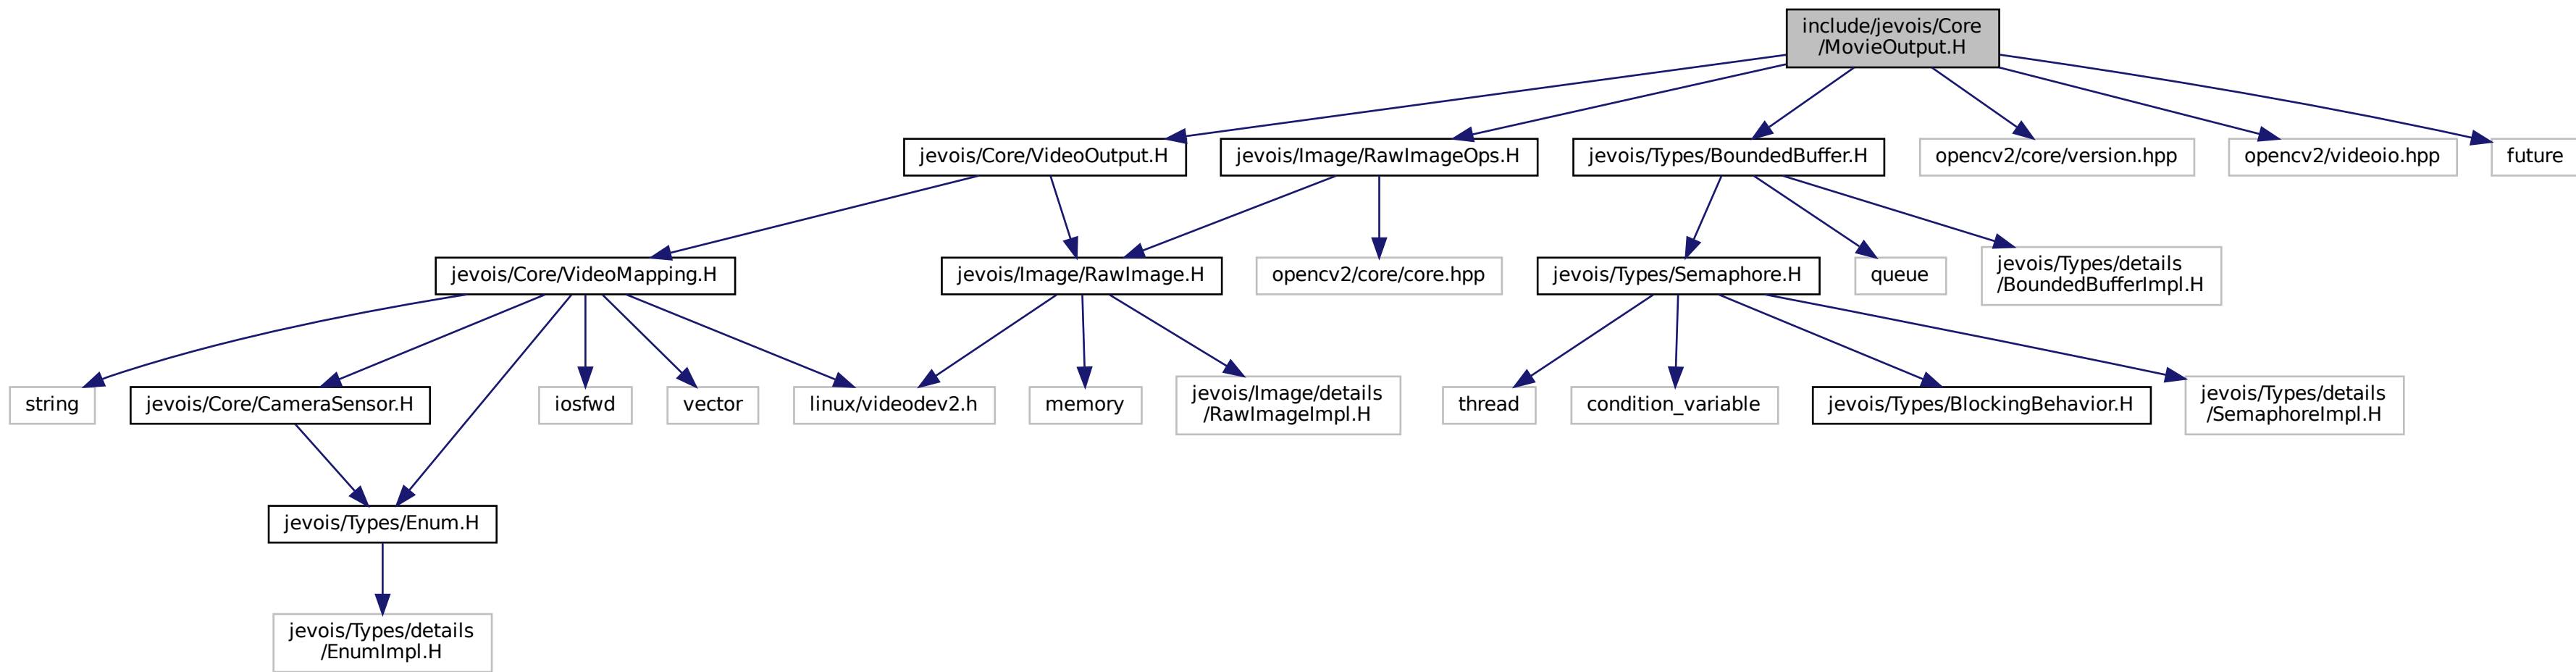 include/jevois/Core
/MovieOutput.H
jevois/Core/VideoOutput.H
jevois/Image/RawImageOps.H
jevois/Types/BoundedBuffer.H
opencv2/core/version.hpp
opencv2/videoio.hpp
future
jevois/Core/VideoMapping.H
jevois/Image/RawImage.H
opencv2/core/core.hpp
jevois/Types/Semaphore.H
queue
jevois/Types/details
/BoundedBufferImpl.H
string
jevois/Core/CameraSensor.H
iosfwd
vector
linux/videodev2.h
memory
jevois/Image/details
/RawImageImpl.H
thread
condition_variable
jevois/Types/BlockingBehavior.H
jevois/Types/details
/SemaphoreImpl.H
jevois/Types/Enum.H
jevois/Types/details
/EnumImpl.H